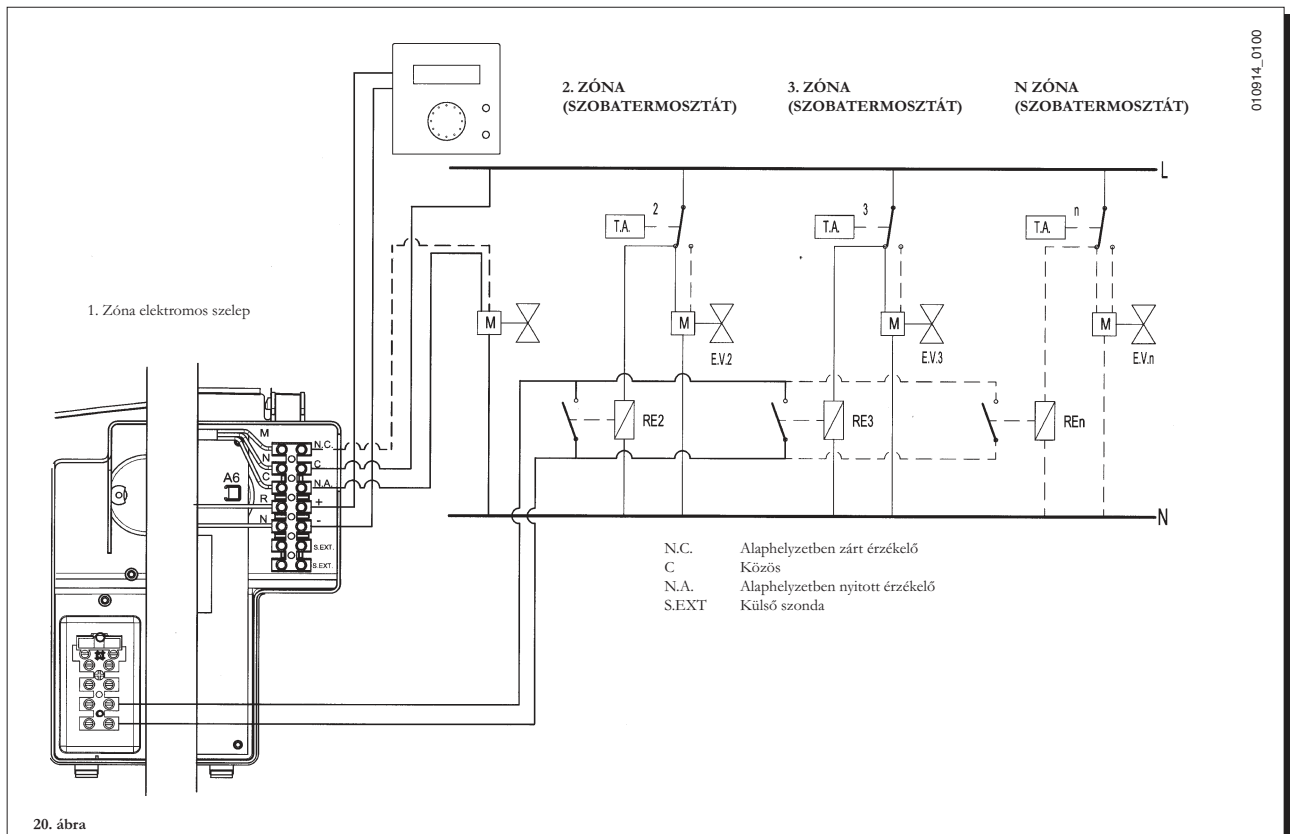 010914_0100
2. ZÓNA
(SZOBATERMOSZTÁT)
3. ZÓNA
(SZOBATERMOSZTÁT)
N ZÓNA
(SZOBATERMOSZTÁT)
L
T.A.
2
T.A.
3
T.A.
n
1. Zóna elektromos szelep
M
M
E.V.2
M
E.V.3
M
E.V.n
RE2
RE3
REn
M
N.C.
N
C
C
N.A.
A6
R
+
N
-
S.EXT.
S.EXT.
N
N.C. Alaphelyzetben zárt érzékelő
C Közös
N.A. Alaphelyzetben nyitott érzékelő
S.EXT Külső szonda
20. ábra